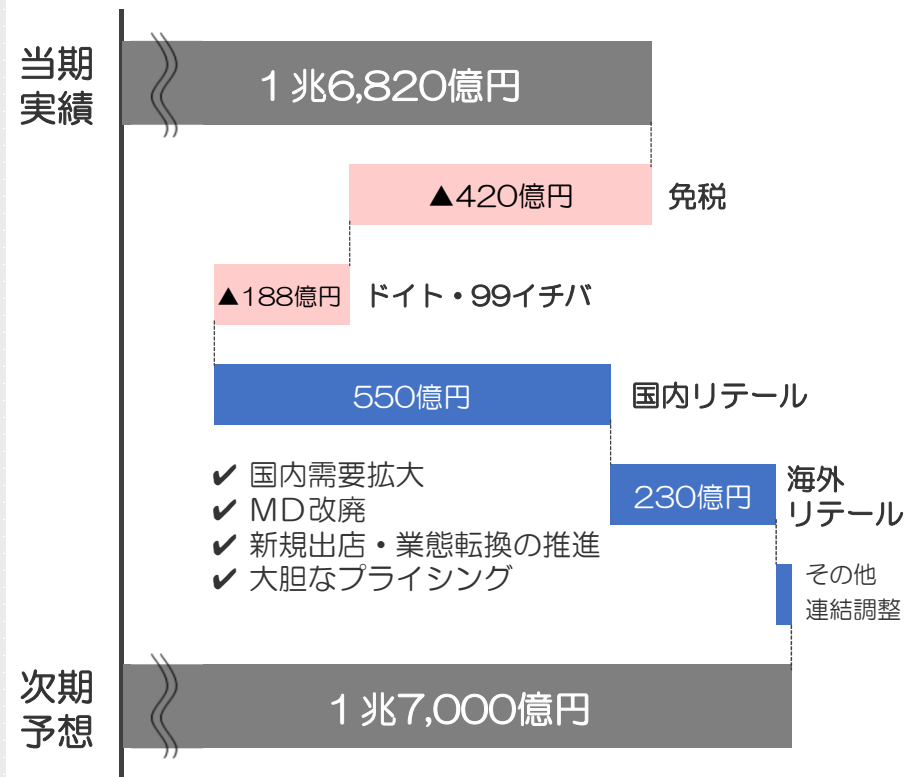 当期
実績
1兆6,820億円
▲420億円
免税
▲188億円
ドイト・99イチバ
550億円
国内リテール
✔ 国内需要拡大
✔ MD改廃
✔ 新規出店・業態転換の推進
✔ 大胆なプライシング
230億円
海外
リテール
その他
連結調整
次期
予想
1兆7,000億円